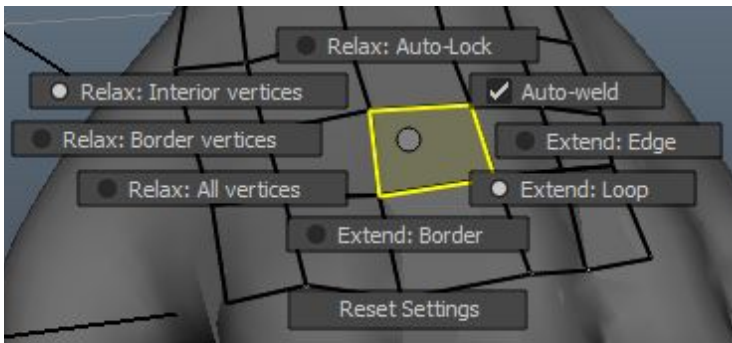 Relax: Auto-Lock
Relax: Interior vertices
Auto-weld
Relax: Border vertices
Extend: Edge
Relax: All vertices
Extend: Loop
Extend: Border
Reset Settings